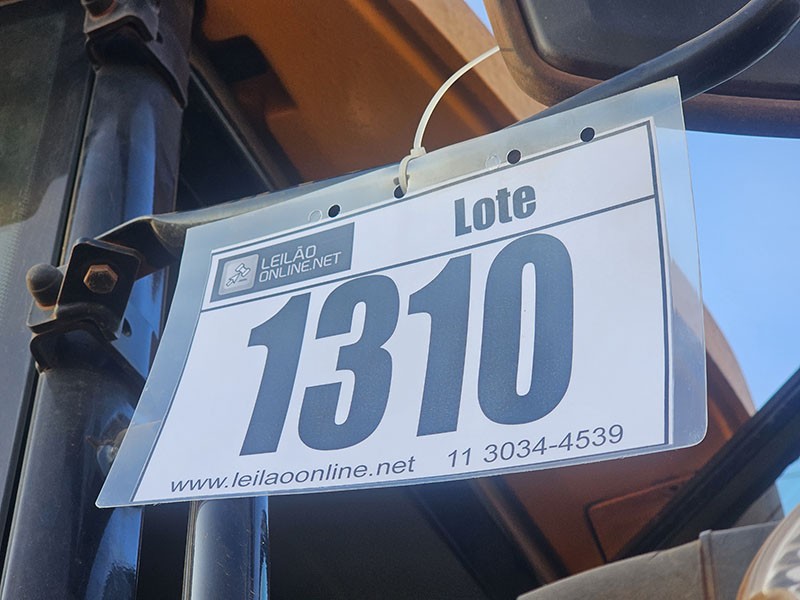 LEILÃO
ONLINE.NET
Lote
1310
www.leilaoonline.net 11 3034-4539